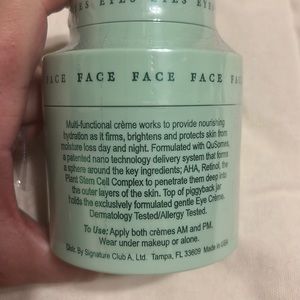 EYES EYES EYE
FACE FACE FACE FACE FA
Multi-functional crème works to provide nourishing
hydration as it firms, brightens and protects skin from
moisture loss day and night. Formulated with QuSomes,
a patented nano technology delivery system that forms
a sphere around the key ingredients; AHA, Retinol, the
Plant Stem Cell Complex to penetrate them deep into
the outer layers of the skin. Top of piggyback jar
holds the exclusively formulated gentle Eye Crème.
Dermatology Tested/Allergy Tested.
To Use: Apply both crèmes AM and PM.
Wear under makeup or alone.
Distr. By Signature Club A, Ltd. Tampa, FL 33609 Made in USA